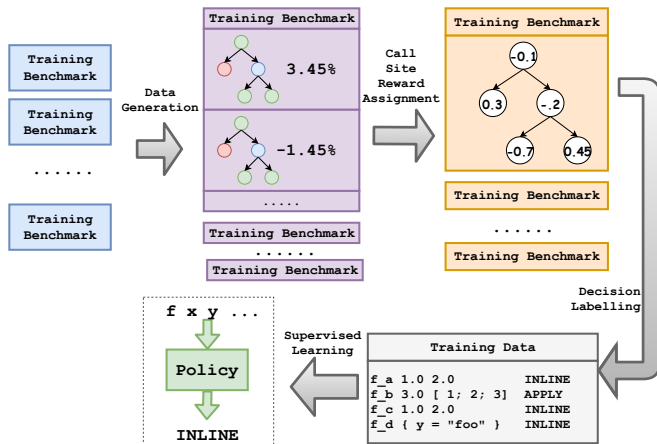 Training
Benchmark
Training
Benchmark
......
Training
Benchmark
Data
Generation
Training Benchmark
3.45%
-1.45%
.....
Training Benchmark
......
Training Benchmark
Call
Site
Reward
Assignment
Training Benchmark
-0.1
0.3
-.2
-0.7
0.45
Training Benchmark
......
Training Benchmark
Decision
Labelling
Training Data
f_a 1.0 2.0 INLINE
f_b 3.0 [ 1; 2; 3] APPLY
f_c 1.0 2.0 INLINE
f_d { y = "foo" } INLINE
Supervised
Learning
f x y ...
Policy
INLINE